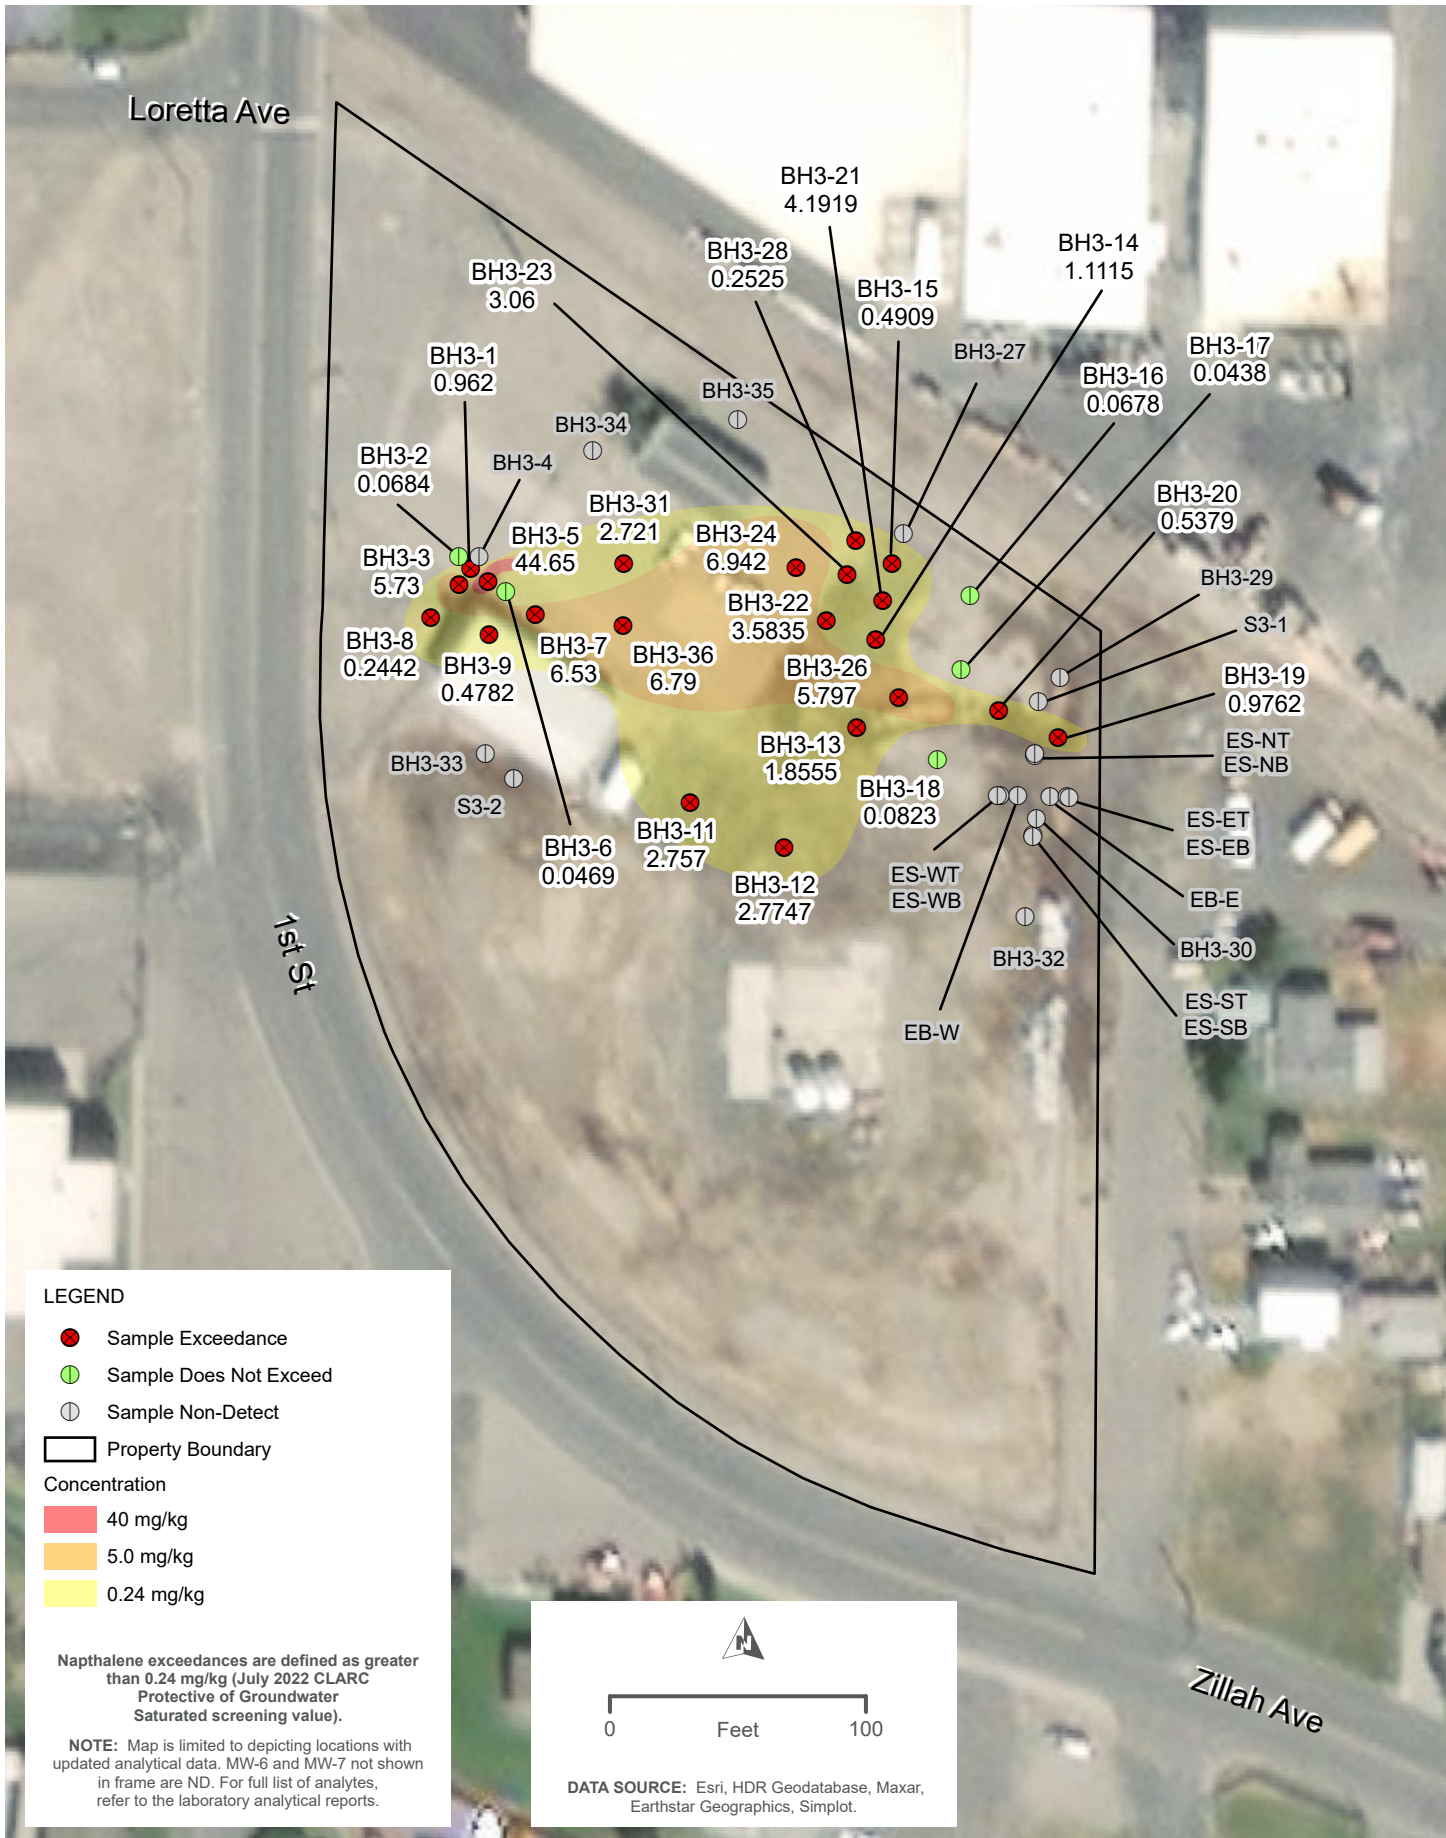 Loretta Ave
BH3-21
4.1919
BH3-14
1.1115
BH3-28
0.2525
BH3-23
3.06
BH3-15
0.4909
BH3-27
BH3-17
0.0438
BH3-1
0.962
BH3-16
0.0678
BH3-35
BH3-34
BH3-2
0.0684
BH3-4
BH3-20
0.5379
BH3-31
2.721
BH3-5
44.65
BH3-24
6.942
BH3-3
5.73
BH3-29
BH3-22
3.5835
S3-1
BH3-8
0.2442
BH3-9
0.4782
BH3-7
6.53
BH3-36
6.79
BH3-26
5.797
BH3-19
0.9762
BH3-13
1.8555
ES-NT
ES-NB
BH3-33
S3-2
BH3-18
0.0823
BH3-11
2.757
ES-ET
ES-EB
BH3-6
0.0469
BH3-12
2.7747
ES-WT
ES-WB
EB-E
1st St
BH3-32
BH3-30
ES-ST
ES-SB
EB-W
LEGEND
Sample Exceedance
Sample Does Not Exceed
Sample Non-Detect
Property Boundary
Concentration
40 mg/kg
5.0 mg/kg
0.24 mg/kg
Napthalene exceedances are defined as greater
than 0.24 mg/kg (July 2022 CLARC
Protective of Groundwater
Saturated screening value).
NOTE: Map is limited to depicting locations with
updated analytical data. MW-6 and MW-7 not shown
in frame are ND. For full list of analytes,
refer to the laboratory analytical reports.
N
0 Feet 100
DATA SOURCE: Esri, HDR Geodatabase, Maxar,
Earthstar Geographics, Simplot.
Zillah Ave